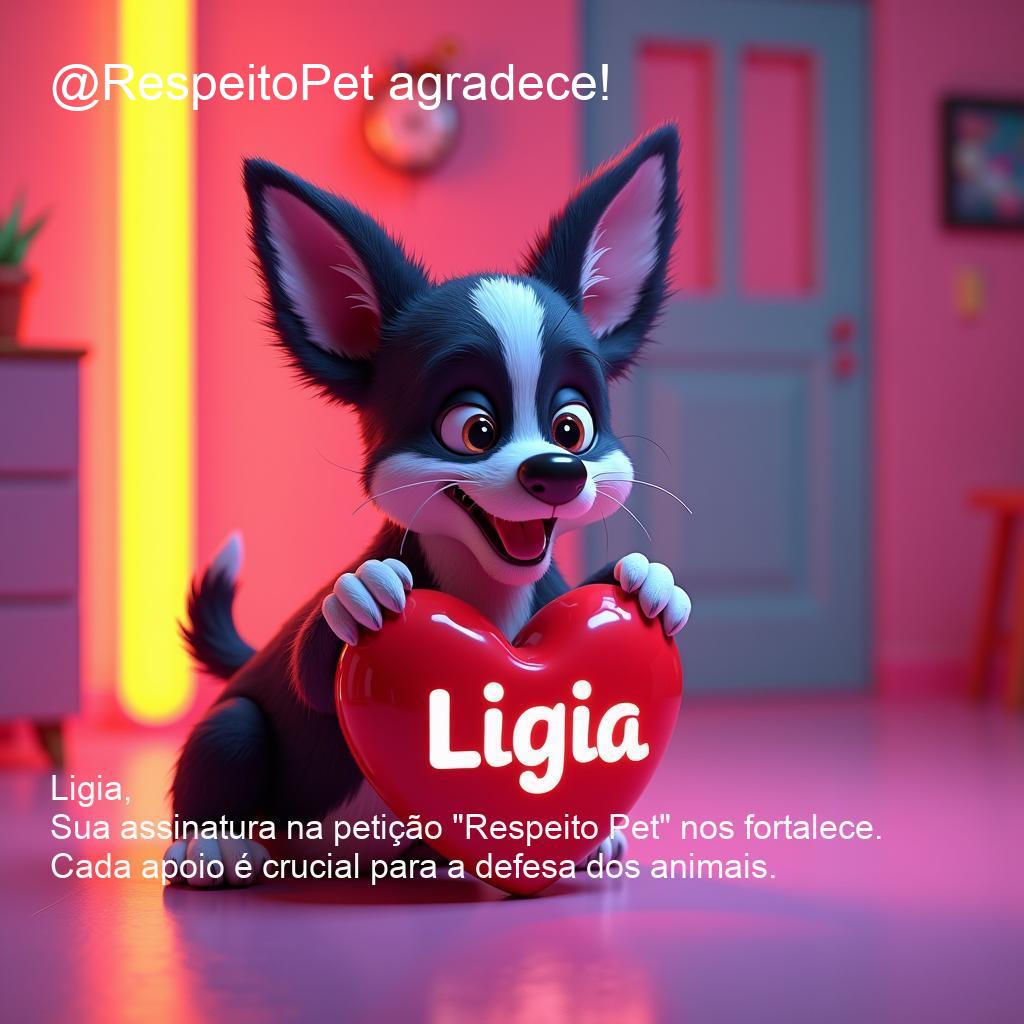 @RespeitoPet agradece!
Ligia
Ligia,
Sua assinatura na petição "Respeito Pet" nos fortalece.
Cada apoio é crucial para a defesa dos animais.